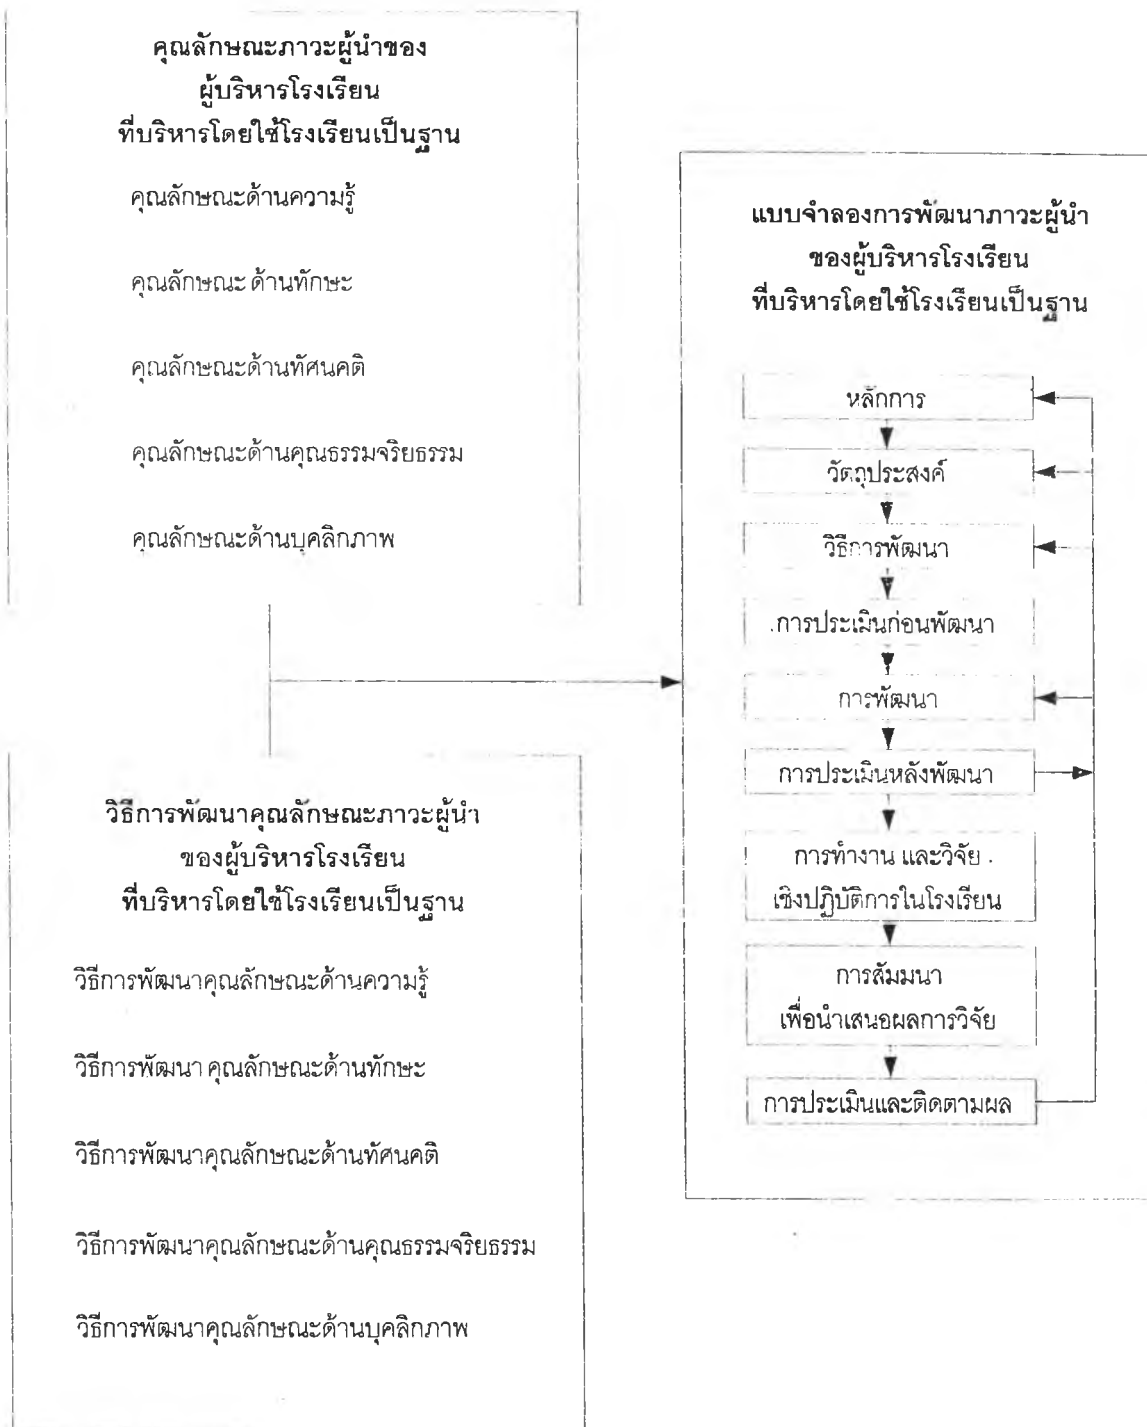 คุณลักษณะภาวะผู้นำของ
ผู้บริหารโรงเรียน
ที่บริหารโดยใช้โรงเรียนเป็นฐาน
คุณลักษณะด้านความรู้
คุณลักษณะ ด้านทักษะ
คุณลักษณะด้านทัศนคติ
คุณลักษณะด้านคุณธรรมจริยธรรม
คุณลักษณะด้านบุคลิกภาพ
วิธีการพัฒนาคุณลักษณะภาวะผู้นำ
ของผู้บริหารโรงเรียน
ที่บริหารโดยใช้โรงเรียนเป็นฐาน
วิธีการพัฒนาคุณลักษณะด้านความรู้
วิธีการพัฒนา คุณลักษณะด้านทักษะ
วิธีการพัฒนาคุณลักษณะด้านทัศนคติ
วิธีการพัฒนาคุณลักษณะด้านคุณธรรมจริยธรรม
วิธีการพัฒนาคุณลักษณะด้านบุคลิกภาพ
แบบจำลองการพัฒนาภาวะผู้นำ
ของผู้บริหารโรงเรียน
ที่บริหารโดยใช้โรงเรียนเป็นฐาน
หลักการ
วัตถุประสงค์
วิธีการพัฒนา
การประเมินก่อนพัฒนา
การพัฒนา
การประเมินหลังพัฒนา
การทำงาน และวิจัย
เชิงปฏิบัติการในโรงเรียน
การสัมมนา
เพื่อนำเสนอผลการวิจัย
การประเมินและติดตามผล